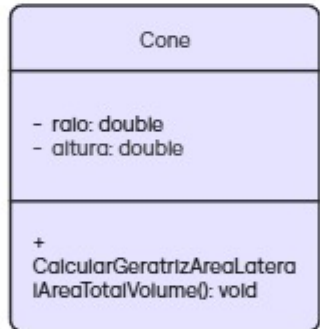 Cone
- raio: double
- altura: double
+
CalcularGeratrizAreaLatera
lAreaTotalVolume(): void